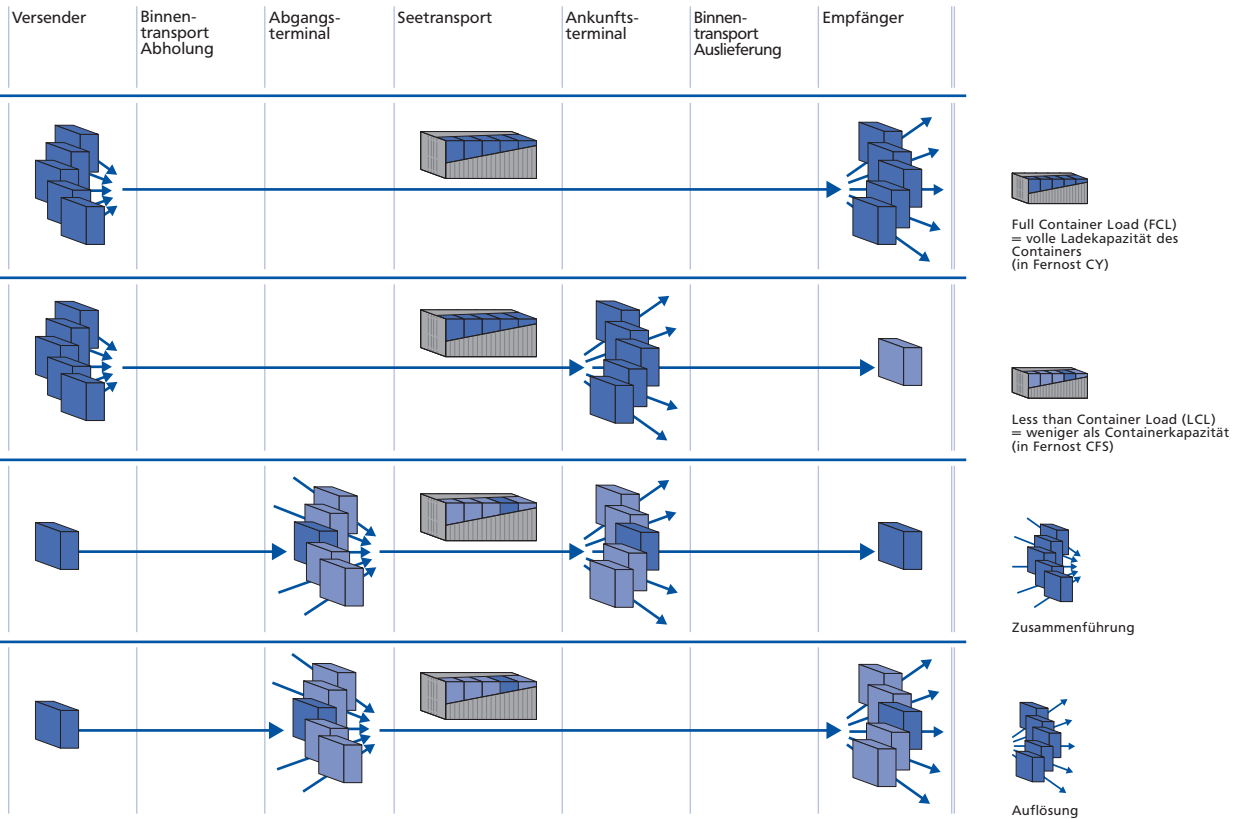 Versender
Binnen-
transport
Abholung
Abgangs-
terminal
Seetransport
Ankunfts-
terminal
Binnen-
transport
Auslieferung
Empfänger
Full Container Load (FCL)
= volle Ladekapazität des
Containers
(in Fernost CY)
Less than Container Load (LCL)
= weniger als Containerkapazität
(in Fernost CFS)
Zusammenführung
Auflösung